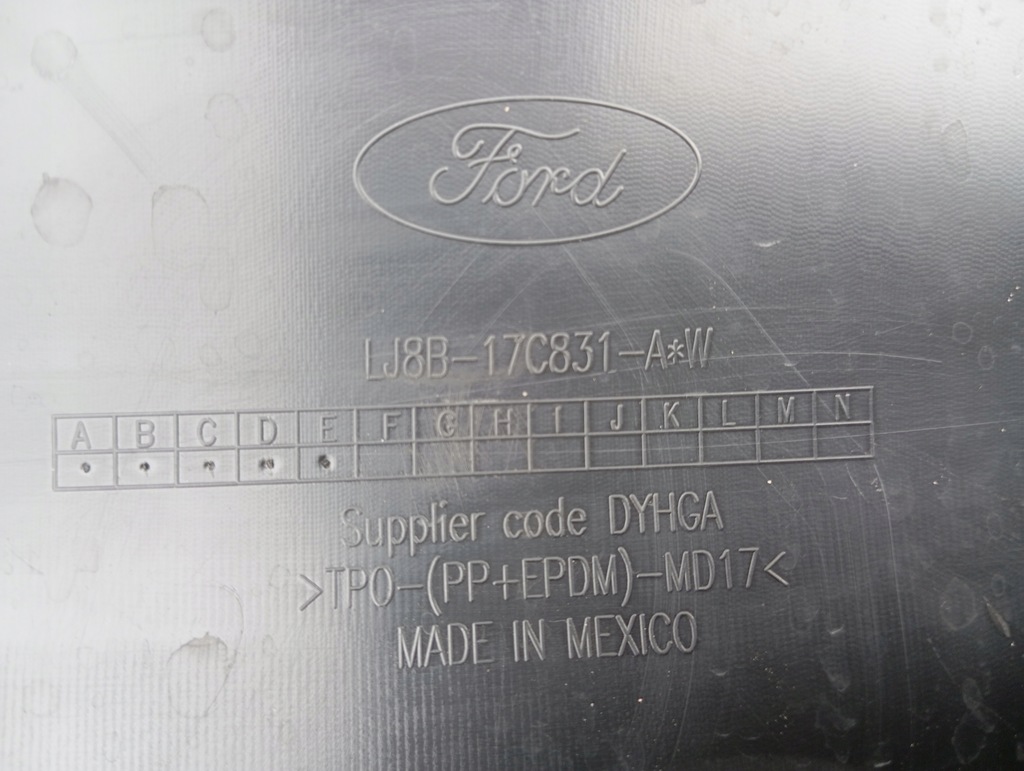 Ford
LJ8B-17C831-A*W
A B C D E F G H I J K L M N
Supplier code DYHGA
>TPO-(PP+EPDM)-MD17<
MADE IN MEXICO